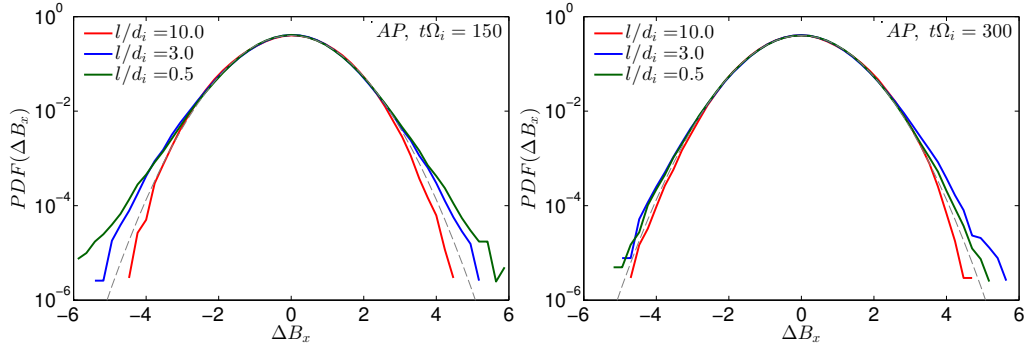 10^0
10^-2
10^-4
10^-6
PDF(ΔB_x)
l/d_i=10.0
l/d_i=3.0
l/d_i=0.5
AP, tΩ_i = 150
-6 -4 -2 0 2 4 6
ΔB_x
10^0
10^-2
10^-4
10^-6
PDF(ΔB_x)
l/d_i=10.0
l/d_i=3.0
l/d_i=0.5
AP, tΩ_i = 300
-6 -4 -2 0 2 4 6
ΔB_x